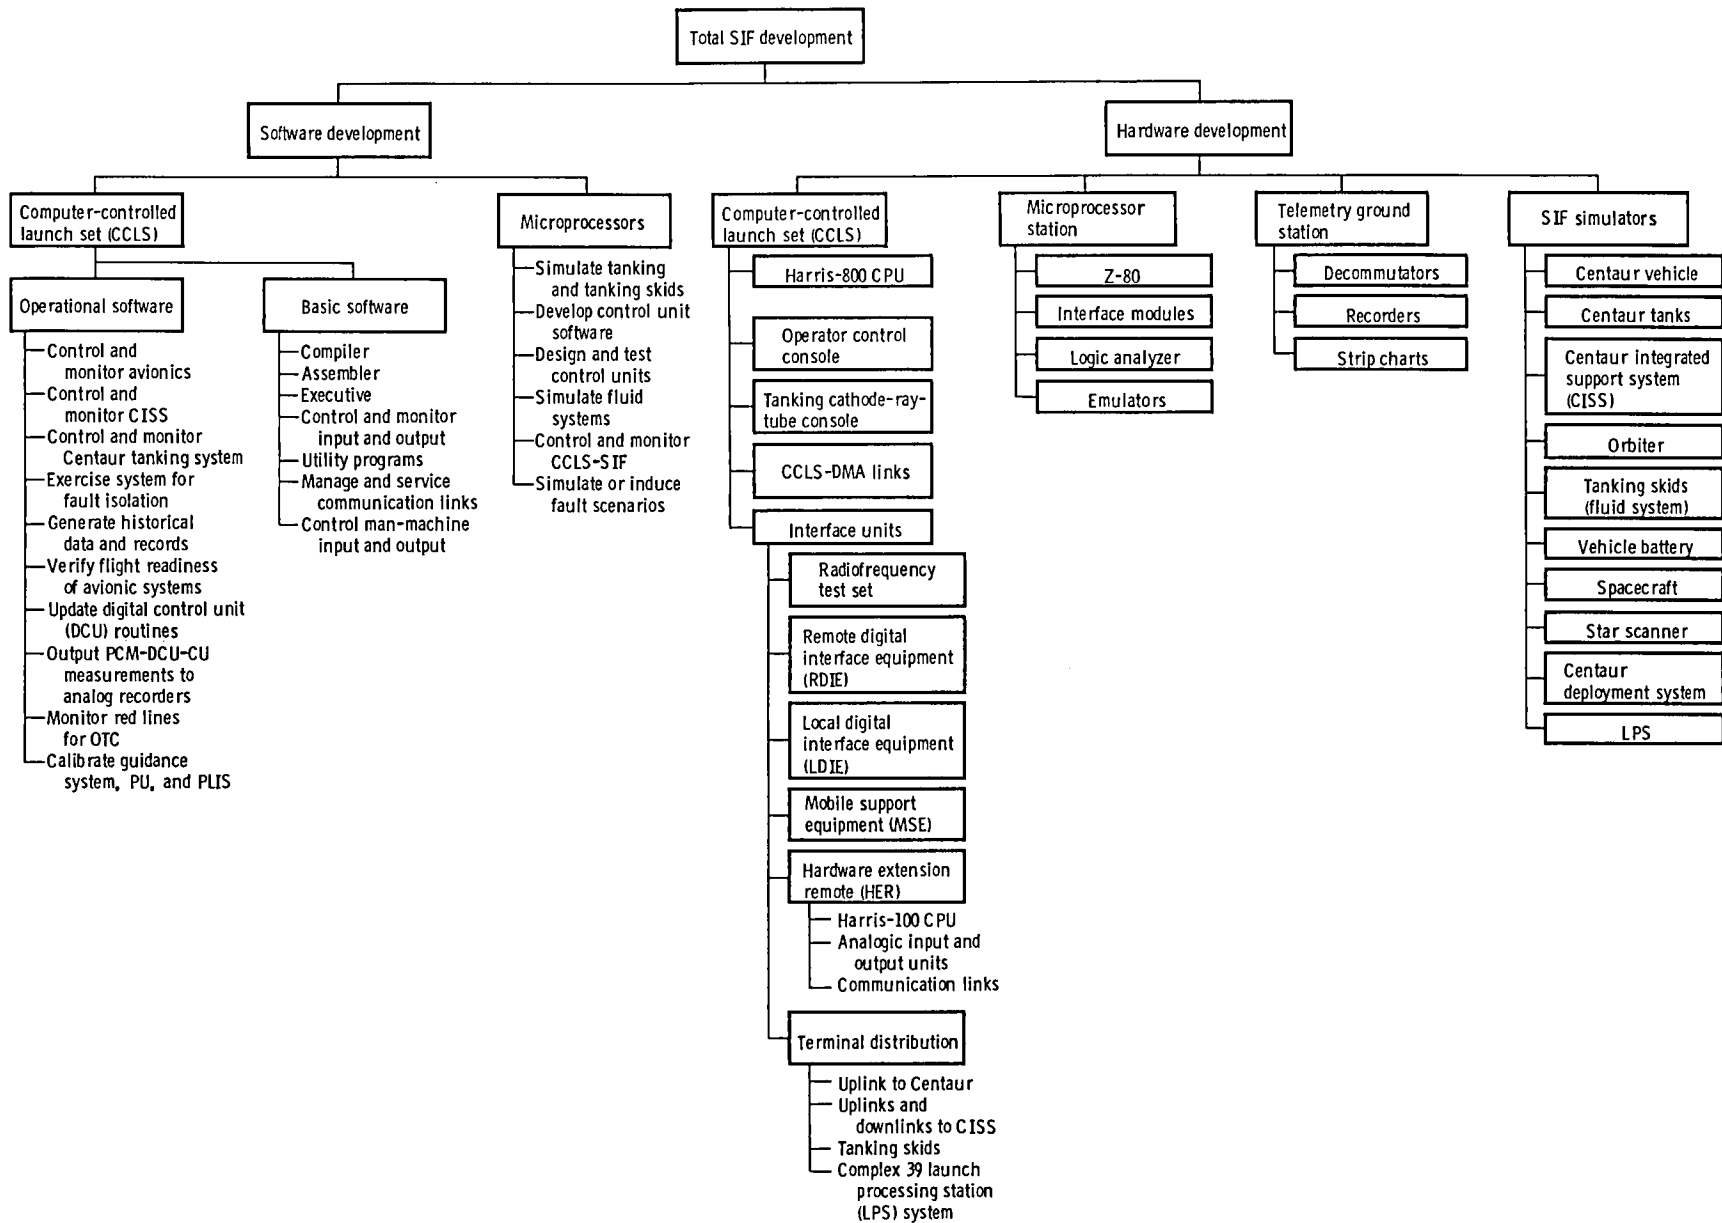 Total SIF development
Software development
Hardware development
Computer-controlled
launch set (CCLS)
Microprocessors
Computer-controlled
launch set (CCLS)
Microprocessor
station
Telemetry ground
station
SIF simulators
Operational software
Control and
monitor avionics
Control and
monitor CISS
Control and monitor
Centaur tanking system
Exercise system for
fault isolation
Generate historical
data and records
Verify flight readiness
of avionic systems
Update digital control unit
(DCU) routines
Output PCM-DCU-CU
measurements to
analog recorders
Monitor red lines
for OTC
Calibrate guidance
system, PU, and PLIS
Basic software
Compiler
Assembler
Executive
Control and monitor
input and output
Utility programs
Manage and service
communication links
Control man-machine
input and output
Simulate tanking
and tanking skids
Develop control unit
software
Design and test
control units
Simulate fluid
systems
Control and monitor
CCLS-SIF
Simulate or induce
fault scenarios
Harris-800 CPU
Operator control
console
Tanking cathode-ray-
tube console
CCLS-DMA links
Interface units
Radiofrequency
test set
Remote digital
interface equipment
(RDIE)
Local digital
interface equipment
(LDIE)
Mobile support
equipment (MSE)
Hardware extension
remote (HER)
Harris-100 CPU
Analogic input and
output units
Communication links
Terminal distribution
Uplink to Centaur
Uplinks and
downlinks to CISS
Tanking skids
Complex 39 launch
processing station
(LPS) system
Z-80
Interface modules
Logic analyzer
Emulators
Decommutators
Recorders
Strip charts
Centaur vehicle
Centaur tanks
Centaur integrated
support system
(CISS)
Orbiter
Tanking skids
(fluid system)
Vehicle battery
Spacecraft
Star scanner
Centaur
deployment system
LPS